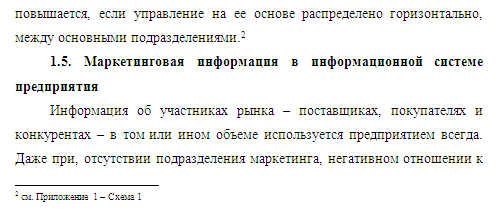 повышается, если управление на ее основе распределено горизонтально,
между основными подразделениями.²
1.5. Маркетинговая информация в информационной системе
предприятия
Информация об участниках рынка – поставщиках, покупателях и
конкурентах – в том или ином объеме используется предприятием всегда.
Даже при, отсутствии подразделения маркетинга, негативном отношении к
² см. Приложение 1 – Схема 1